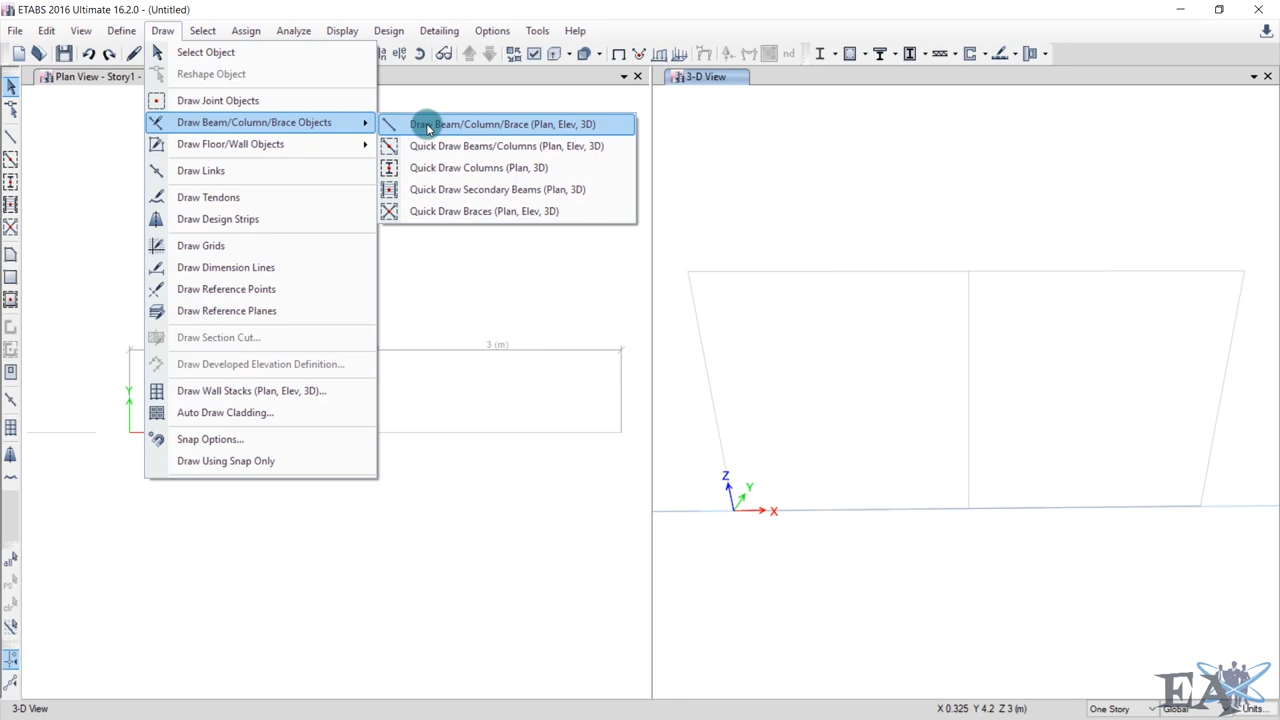 ETABS 2016 Ultimate 16.2.0 - (Untitled)
File Edit View Define Draw Select Assign Analyze Display Design Detailing Options Tools Help
nd
Plan View - Story1 -
3-D View
Select Object
Reshape Object
Draw Joint Objects
Draw Beam/Column/Brace Objects
Draw Floor/Wall Objects
Draw Links
Draw Tendons
Draw Design Strips
Draw Grids
Draw Dimension Lines
Draw Reference Points
Draw Reference Planes
Draw Section Cut...
Draw Developed Elevation Definition...
Draw Wall Stacks (Plan, Elev, 3D)...
Auto Draw Cladding...
Snap Options...
Draw Using Snap Only
Draw Beam/Column/Brace (Plan, Elev, 3D)
Quick Draw Beams/Columns (Plan, Elev, 3D)
Quick Draw Columns (Plan, 3D)
Quick Draw Secondary Beams (Plan, 3D)
Quick Draw Braces (Plan, Elev, 3D)
3 (m)
Y
Z
Y
X
all
ps
clr
EA
3-D View
X 0.325 Y 4.2 Z 3 (m)
One Story
Global
Units...